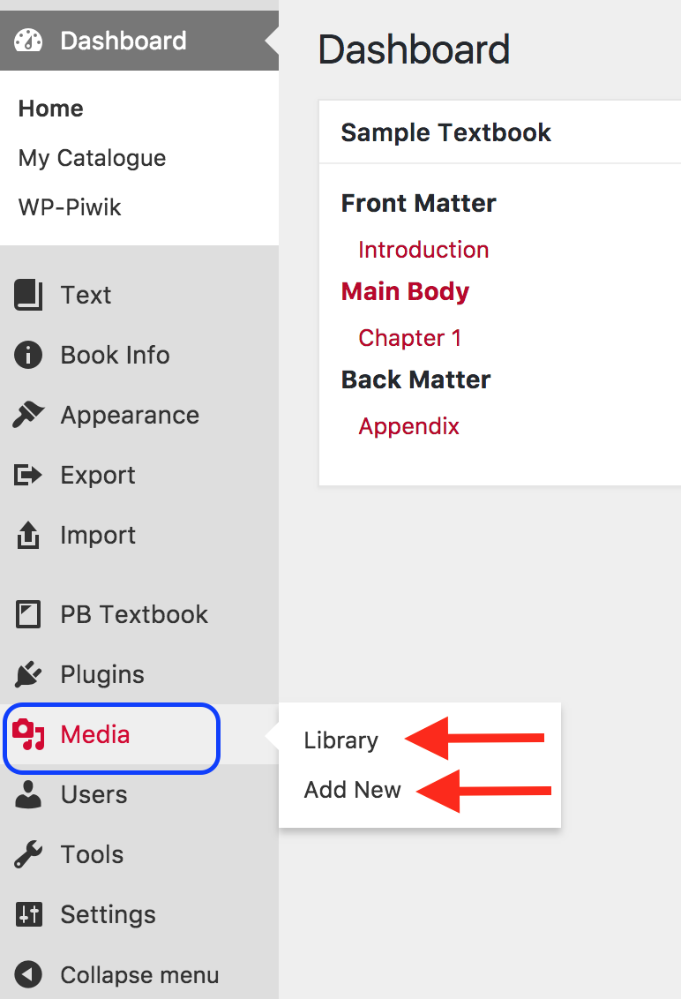 Dashboard
Home
My Catalogue
WP-Piwik
Text
Book Info
Appearance
Export
Import
PB Textbook
Plugins
Media
Users
Tools
Settings
Collapse menu
Library
Add New
Dashboard
Sample Textbook
Front Matter
Introduction
Main Body
Chapter 1
Back Matter
Appendix